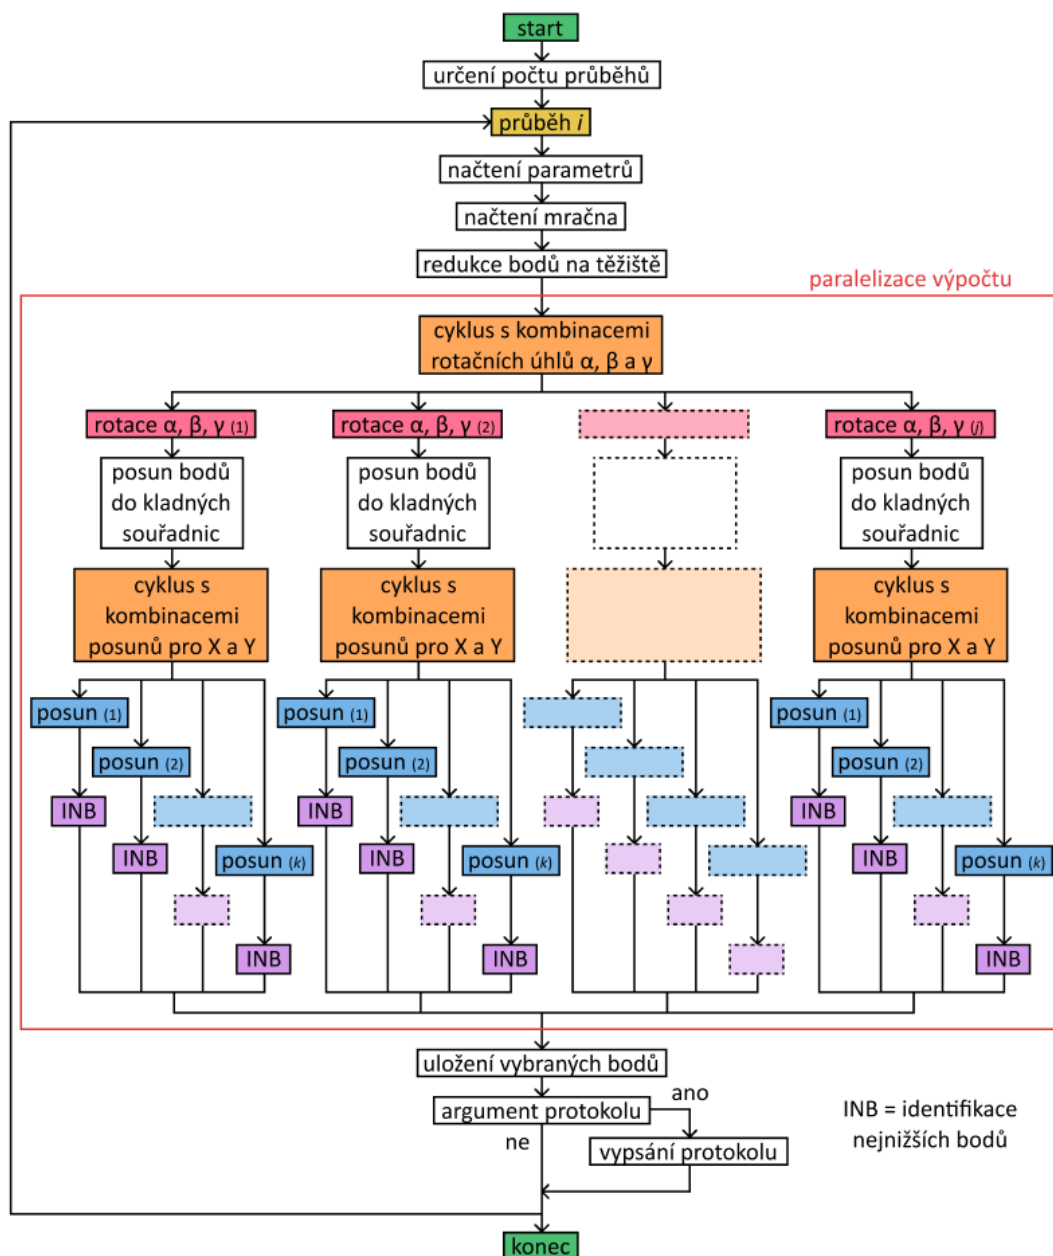 start
určení počtu průběhů
průběh i
načtení parametrů
načtení mračna
redukce bodů na těžiště
paralelizace výpočtu
cyklus s kombinacemi
rotačních úhlů α, β a γ
rotace α, β, γ (1)
rotace α, β, γ (2)
rotace α, β, γ (j)
posun bodů
do kladných
souřadnic
posun bodů
do kladných
souřadnic
posun bodů
do kladných
souřadnic
cyklus s
kombinacemi
posunů pro X a Y
cyklus s
kombinacemi
posunů pro X a Y
cyklus s
kombinacemi
posunů pro X a Y
posun (1)
posun (2)
INB
INB
posun (k)
INB
posun (1)
posun (2)
INB
INB
posun (k)
INB
posun (1)
posun (2)
INB
INB
posun (k)
INB
uložení vybraných bodů
argument protokolu
ano
ne
vypsání protokolu
INB = identifikace
nejnižších bodů
konec